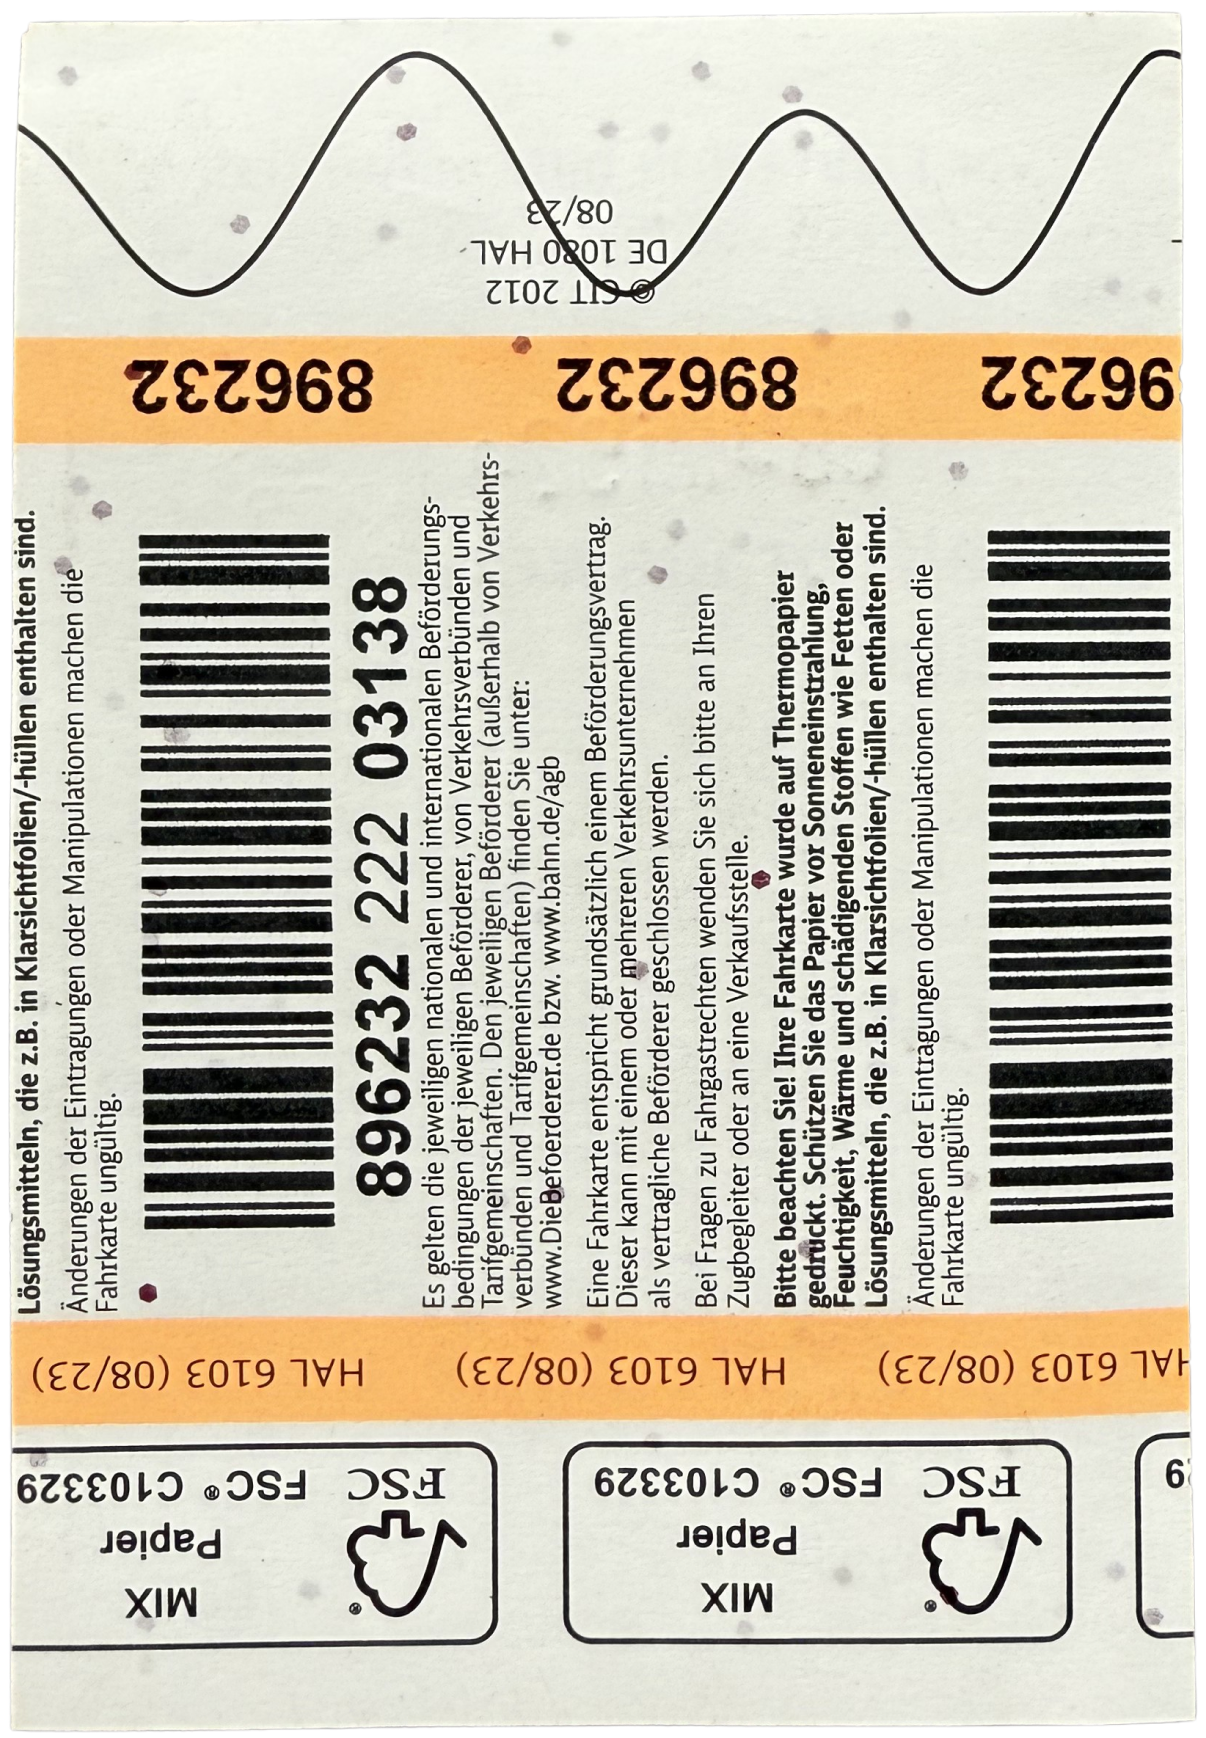 © CIT 2012
DE 1080 HAL
08/23
896232
896232
96232
Lösungsmitteln, die z.B. in Klarsichtfolien/-hüllen enthalten sind.
Änderungen der Eintragungen oder Manipulationen machen die
Fahrkarte ungültig.
896232 222 03138
Es gelten die jeweiligen nationalen und internationalen Beförderungs-
bedingungen der jeweiligen Beförderer, von Verkehrsverbünden und
Tarifgemeinschaften. Den jeweiligen Beförderer (außerhalb von Verkehrs-
verbünden und Tarifgemeinschaften) finden Sie unter:
www.DieBefoerderer.de bzw. www.bahn.de/agb
Eine Fahrkarte entspricht grundsätzlich einem Beförderungsvertrag.
Dieser kann mit einem oder mehreren Verkehrsunternehmen
als vertragliche Beförderer geschlossen werden.
Bei Fragen zu Fahrgastrechten wenden Sie sich bitte an Ihren
Zugbegleiter oder an eine Verkaufsstelle.
Bitte beachten Sie! Ihre Fahrkarte wurde auf Thermopapier
gedruckt. Schützen Sie das Papier vor Sonneneinstrahlung,
Feuchtigkeit, Wärme und schädigenden Stoffen wie Fetten oder
Lösungsmitteln, die z.B. in Klarsichtfolien/-hüllen enthalten sind.
Änderungen der Eintragungen oder Manipulationen machen die
Fahrkarte ungültig.
HAL 6103 (08/23)
HAL 6103 (08/23)
HAL 6103 (08/23)
FSC
FSC® C103329
Papier
MIX
®
FSC
FSC® C103329
Papier
MIX
®